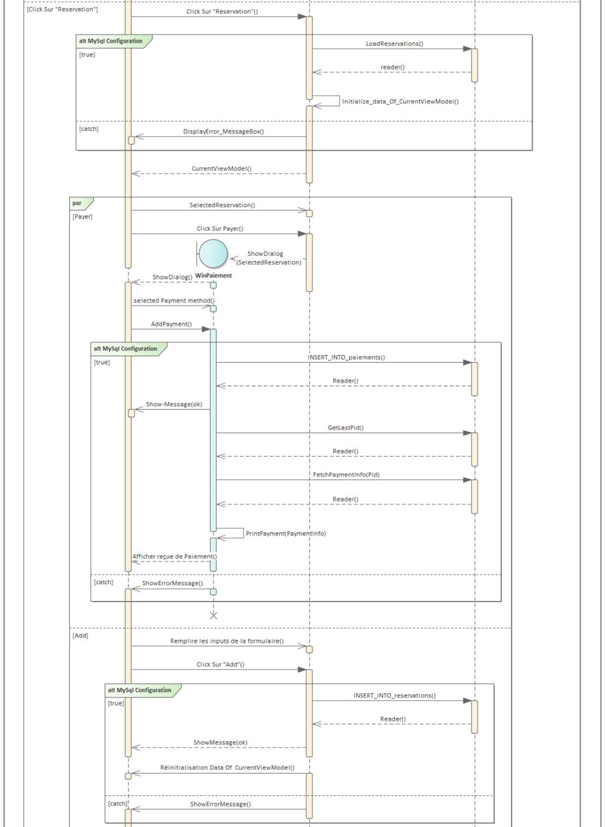 [Click Sur "Reservation"]
Click Sur "Reservation"()
alt MySql Configuration
[true]
LoadReservations()
reader()
Initialize_data_Of_CurrentViewModel()
[catch]
DisplayError_MessageBox()
CurrentViewModel()
par
[Payer]
SelectedReservation()
Click Sur Payer()
ShowDialog
(SelectedReservation)
WinPaiement
ShowDialog()
selected Payment method()
AddPayment()
alt MySql Configuration
[true]
INSERT_INTO_paiements()
Reader()
Show-Message(ok)
GetLastPid()
Reader()
FetchPaymentInfo(Pid)
Reader()
PrintPayment(PaymentInfo)
Afficher reçue de Paiement()
[catch]
ShowErrorMessage()
[Add]
Remplire les inputs de la formulaire()
Click Sur "Add"()
alt MySql Configuration
[true]
INSERT_INTO_reservations()
Reader()
ShowMessage(ok)
Réinitialisation Data Of CurrentViewModel()
[catch]
ShowErrorMessage()